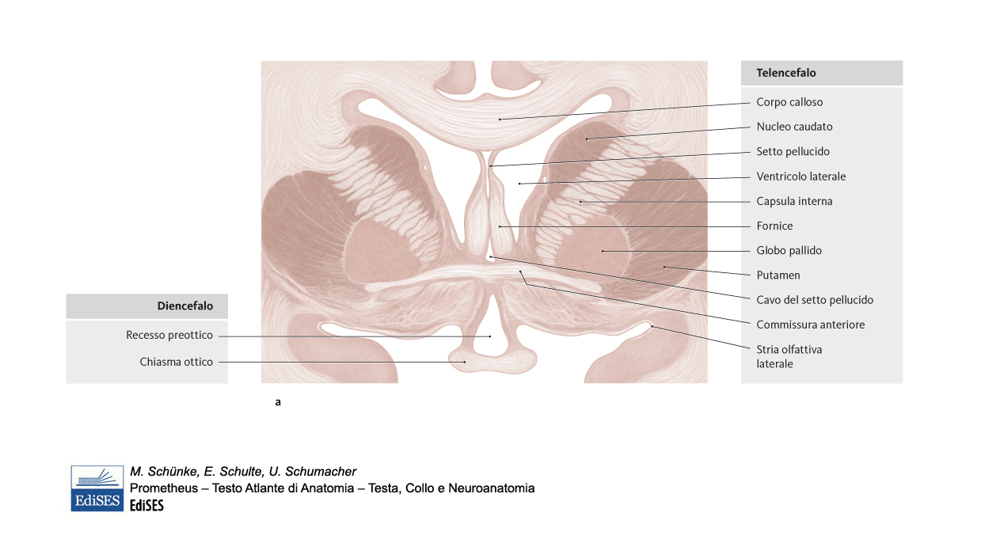 Telencefalo
Corpo calloso
Nucleo caudato
Setto pellucido
Ventricolo laterale
Capsula interna
Fornice
Globo pallido
Putamen
Cavo del setto pellucido
Commissura anteriore
Stria olfattiva
laterale
Diencefalo
Recesso preottico
Chiasma ottico
a
EdiSES
M. Schünke, E. Schulte, U. Schumacher
Prometheus – Testo Atlante di Anatomia – Testa, Collo e Neuroanatomia
EdiSES